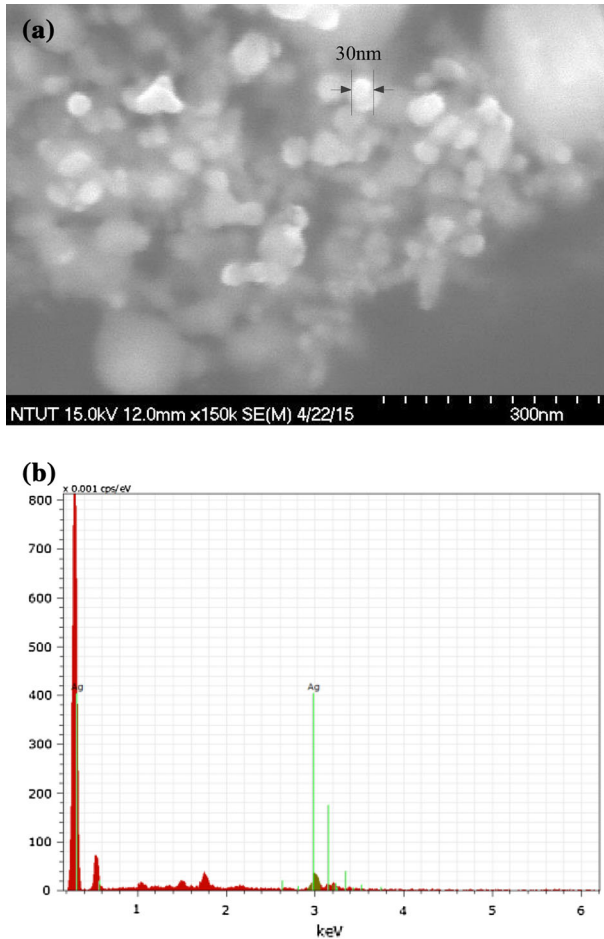 (a)
30nm
NTUT 15.0kV 12.0mm x150k SE(M) 4/22/15 300nm
(b)
x 0.001 cps/eV
800
700
600
500
400
300
200
100
0
Ag
Ag
1 2 3 4 5 6
keV